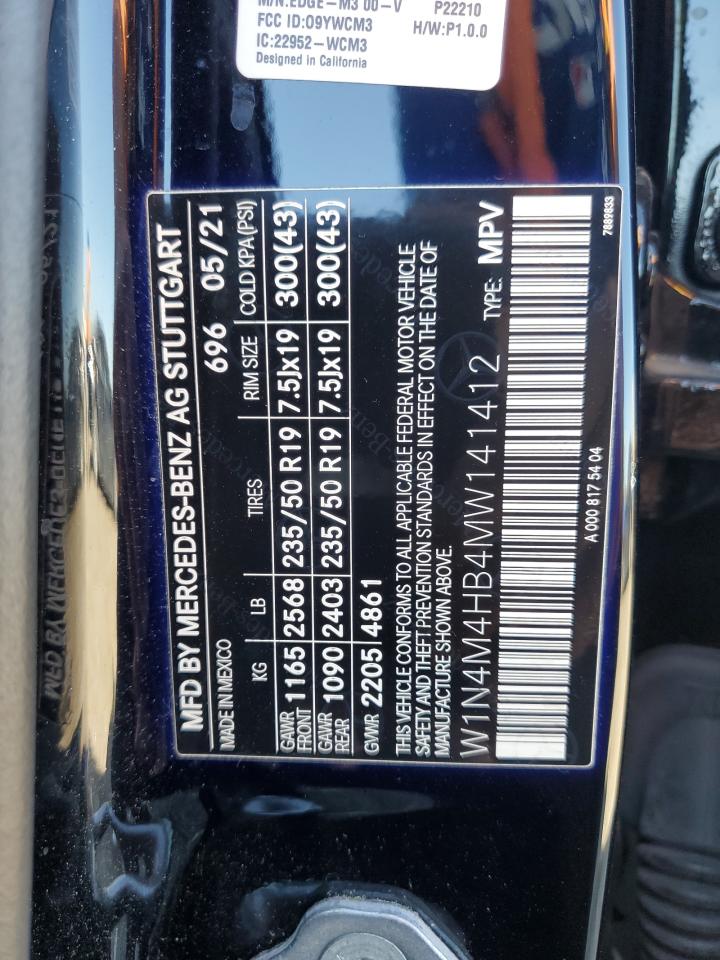 M/N:EDGE-M3 00-V P22210
FCC ID:O9YWCM3 H/W:P1.0.0
IC:22952-WCM3
Designed in California
MFD BY MERCEDES-BENZ AG STUTTGART
MADE IN MEXICO 696 05/21
KG LB TIRES RIM SIZE COLD KPA(PSI)
GAWR FRONT 1165 2568 235/50 R19 7.5Jx19 300(43)
GAWR REAR 1090 2403 235/50 R19 7.5Jx19 300(43)
GVWR 2205 4861
THIS VEHICLE CONFORMS TO ALL APPLICABLE FEDERAL MOTOR VEHICLE
SAFETY AND THEFT PREVENTION STANDARDS IN EFFECT ON THE DATE OF
MANUFACTURE SHOWN ABOVE.
W1N4M4HB4MW141412 TYPE: MPV
A 000 817 54 04 7889833